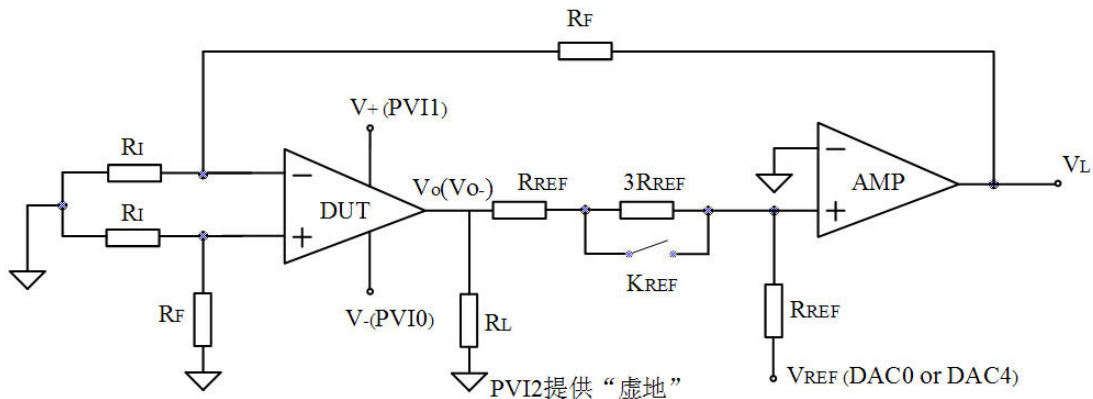 RF
V+ (PVI1)
RI
Vo(Vo-)
RREF
3RREF
−
AMP
VL
−
DUT
+
RI
+
KREF
RF
V-(PVI0)
RL
RREF
PVI2提供“虚地”
VREF (DAC0 or DAC4)